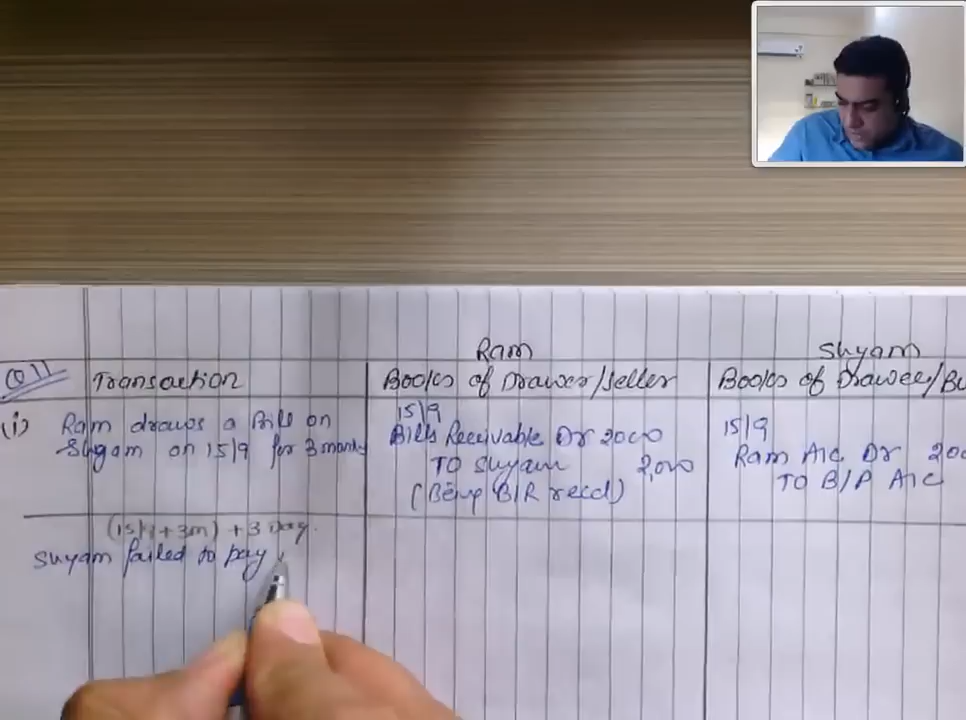 Ram
Shyam
Q1)
Transaction
Books of Drawer/seller
Books of Drawee/Bu
(i) Ram draws a Bill on
Shyam on 15/9 for 3 months
15/9
Bills Receivable Dr 2000
To Shyam 2,000
(Being B/R recd)
15/9
Ram A/c Dr 200
To B/P A/c
(15/9 + 3m) + 3 Day.
Shyam failed to pay